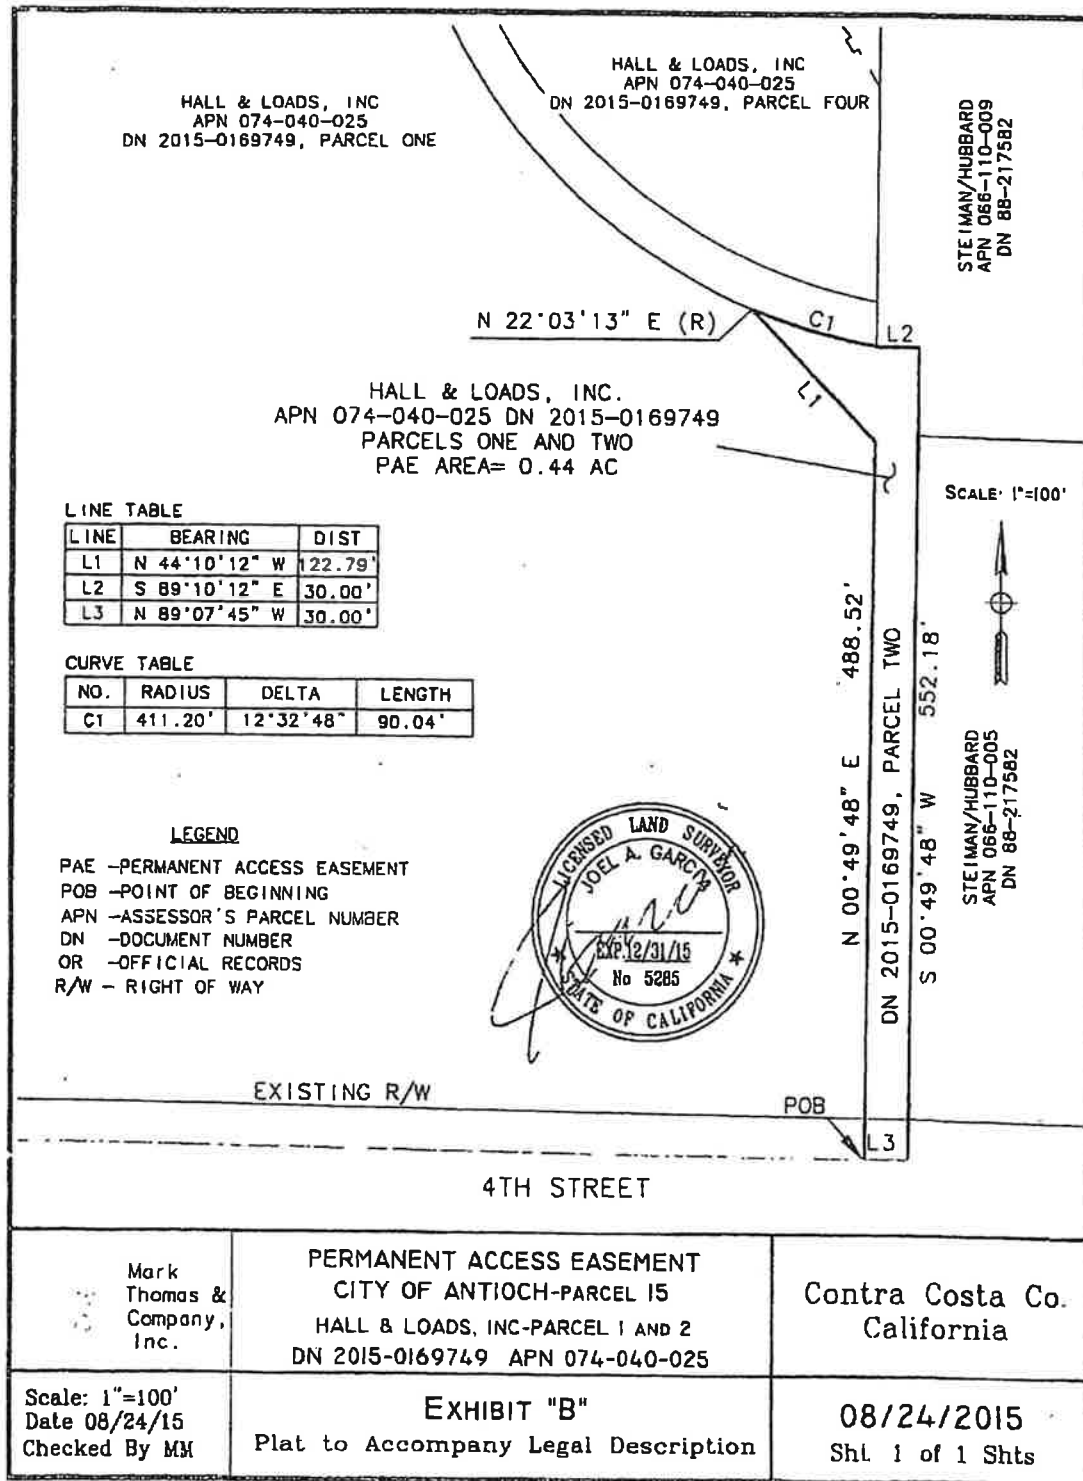 HALL & LOADS, INC
APN 074-040-025
DN 2015-0169749, PARCEL ONE
HALL & LOADS, INC
APN 074-040-025
DN 2015-0169749, PARCEL FOUR
STEIMAN/HUBBARD
APN 066-110-009
DN 88-217582
N 22°03'13" E (R)
C1
L2
L1
HALL & LOADS, INC.
APN 074-040-025 DN 2015-0169749
PARCELS ONE AND TWO
PAE AREA= 0.44 AC
SCALE: 1"=100'
LINE TABLE
LINE BEARING DIST
L1 N 44°10'12" W 122.79'
L2 S 89°10'12" E 30.00'
L3 N 89°07'45" W 30.00'
CURVE TABLE
NO. RADIUS DELTA LENGTH
C1 411.20' 12°32'48" 90.04'
N 00°49'48" E 488.52'
DN 2015-0169749, PARCEL TWO
S 00°49'48" W 552.18'
STEIMAN/HUBBARD
APN 066-110-005
DN 88-217582
LEGEND
PAE -PERMANENT ACCESS EASEMENT
POB -POINT OF BEGINNING
APN -ASSESSOR'S PARCEL NUMBER
DN -DOCUMENT NUMBER
OR -OFFICIAL RECORDS
R/W - RIGHT OF WAY
LICENSED LAND SURVEYOR
JOEL A. GARCIA
EXP. 12/31/15
No 5285
STATE OF CALIFORNIA
EXISTING R/W
POB
L3
4TH STREET
Mark
Thomas &
Company,
Inc.
PERMANENT ACCESS EASEMENT
CITY OF ANTIOCH-PARCEL 15
HALL & LOADS, INC-PARCEL 1 AND 2
DN 2015-0169749 APN 074-040-025
Contra Costa Co.
California
Scale: 1"=100'
Date 08/24/15
Checked By MM
EXHIBIT "B"
Plat to Accompany Legal Description
08/24/2015
Sht. 1 of 1 Shts